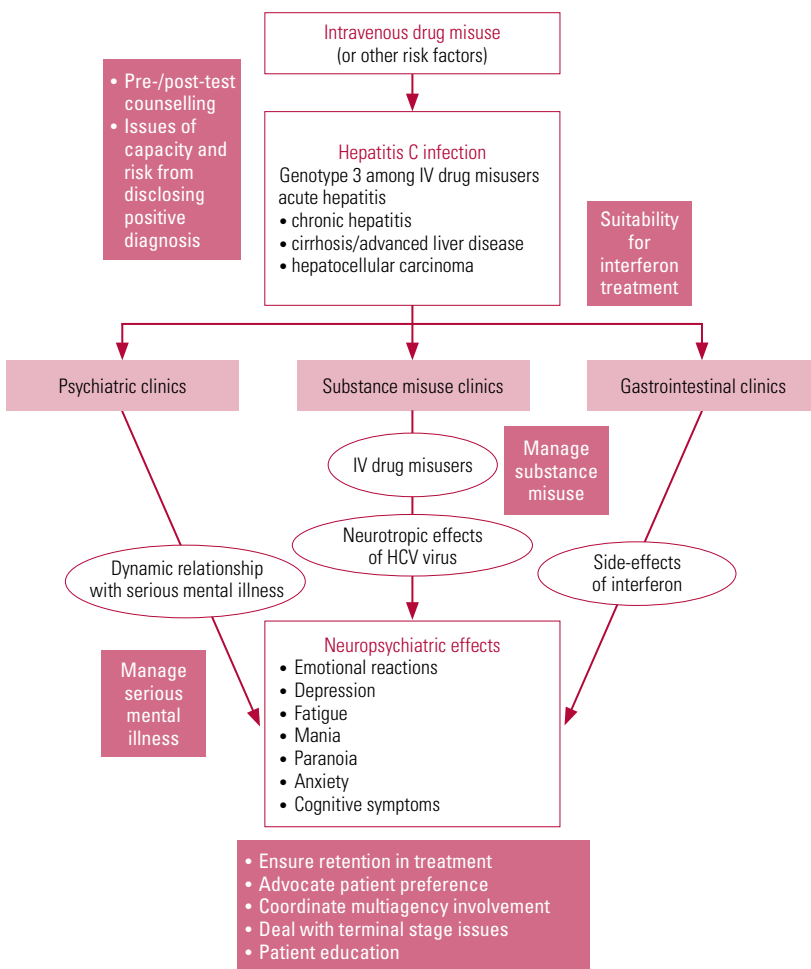 Intravenous drug misuse
(or other risk factors)
• Pre-/post-test
counselling
• Issues of
capacity and
risk from
disclosing
positive
diagnosis
Hepatitis C infection
Genotype 3 among IV drug misusers
acute hepatitis
• chronic hepatitis
• cirrhosis/advanced liver disease
• hepatocellular carcinoma
Suitability
for
interferon
treatment
Psychiatric clinics
Substance misuse clinics
Gastrointestinal clinics
IV drug misusers
Manage
substance
misuse
Neurotropic effects
of HCV virus
Dynamic relationship
with serious mental illness
Side-effects
of interferon
Manage
serious
mental
illness
Neuropsychiatric effects
• Emotional reactions
• Depression
• Fatigue
• Mania
• Paranoia
• Anxiety
• Cognitive symptoms
• Ensure retention in treatment
• Advocate patient preference
• Coordinate multiagency involvement
• Deal with terminal stage issues
• Patient education